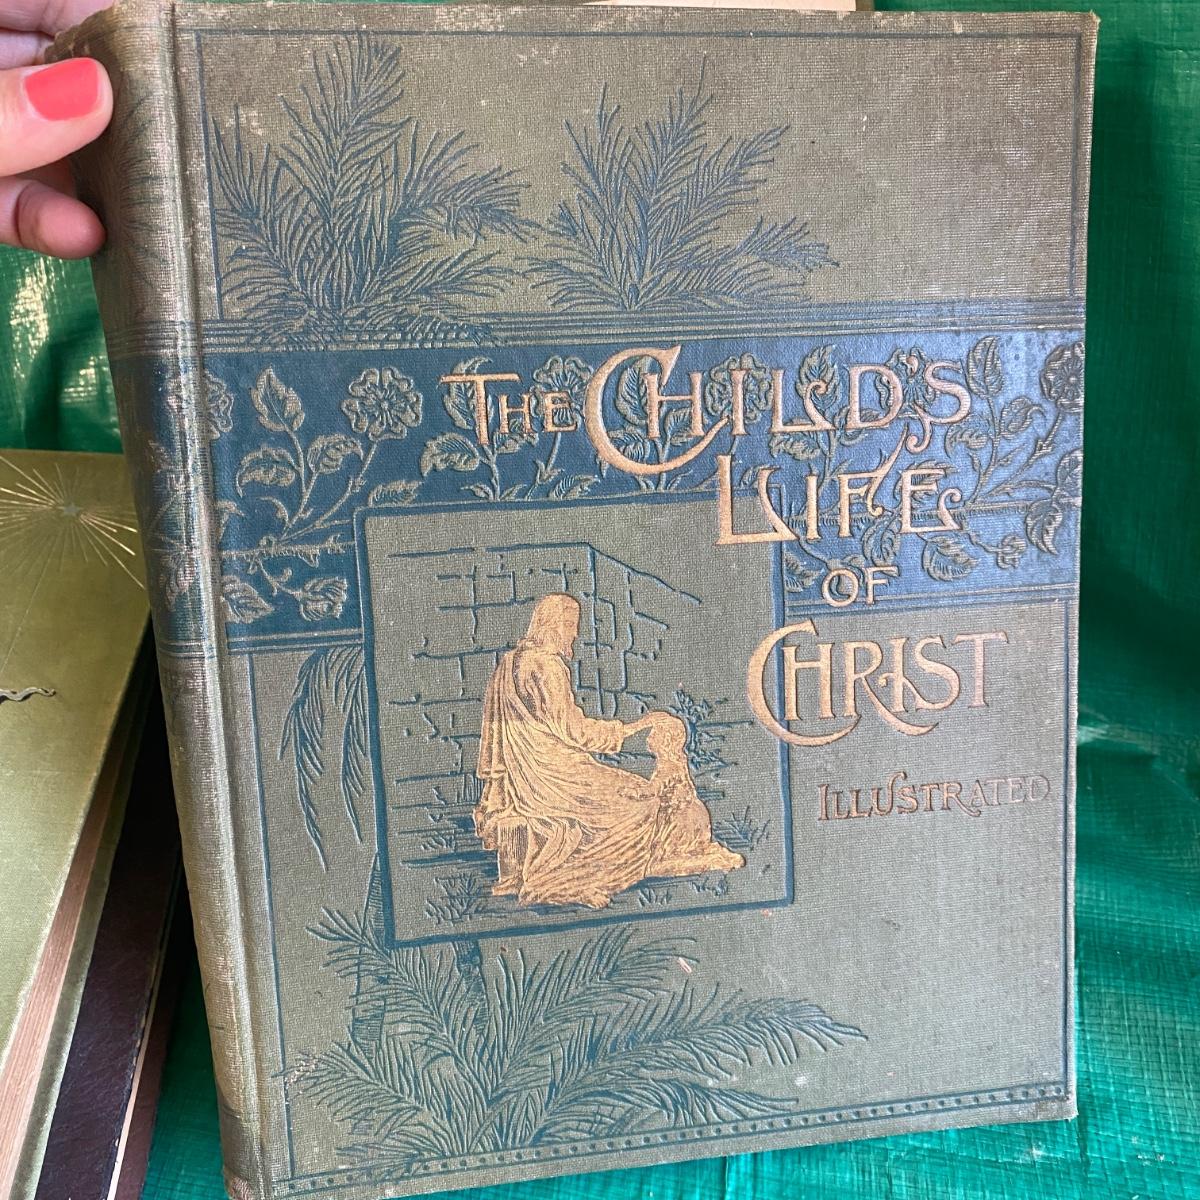 THE CHILD'S
LIFE
OF
CHRIST
ILLUSTRATED